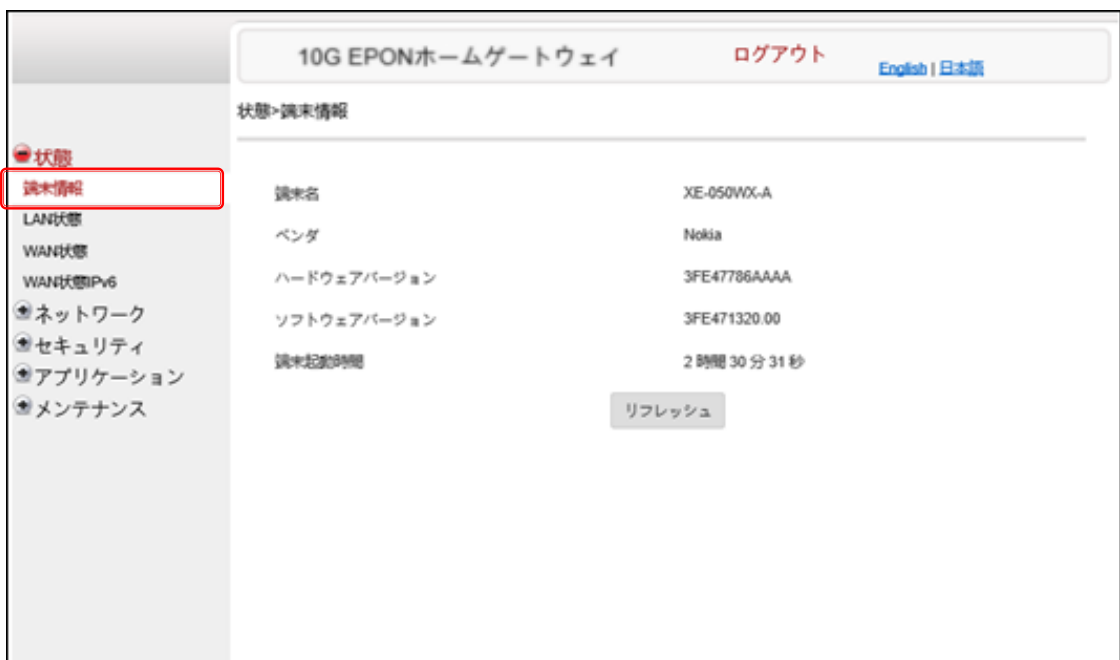 10G EPONホームゲートウェイ ログアウト English | 日本語
状態>端末情報
状態
端末情報
LAN状態
WAN状態
WAN状態IPv6
ネットワーク
セキュリティ
アプリケーション
メンテナンス
端末名 XE-050WX-A
ベンダ Nokia
ハードウェアバージョン 3FE47786AAAA
ソフトウェアバージョン 3FE471320.00
端末起動時間 2 時間 30 分 31 秒
リフレッシュ